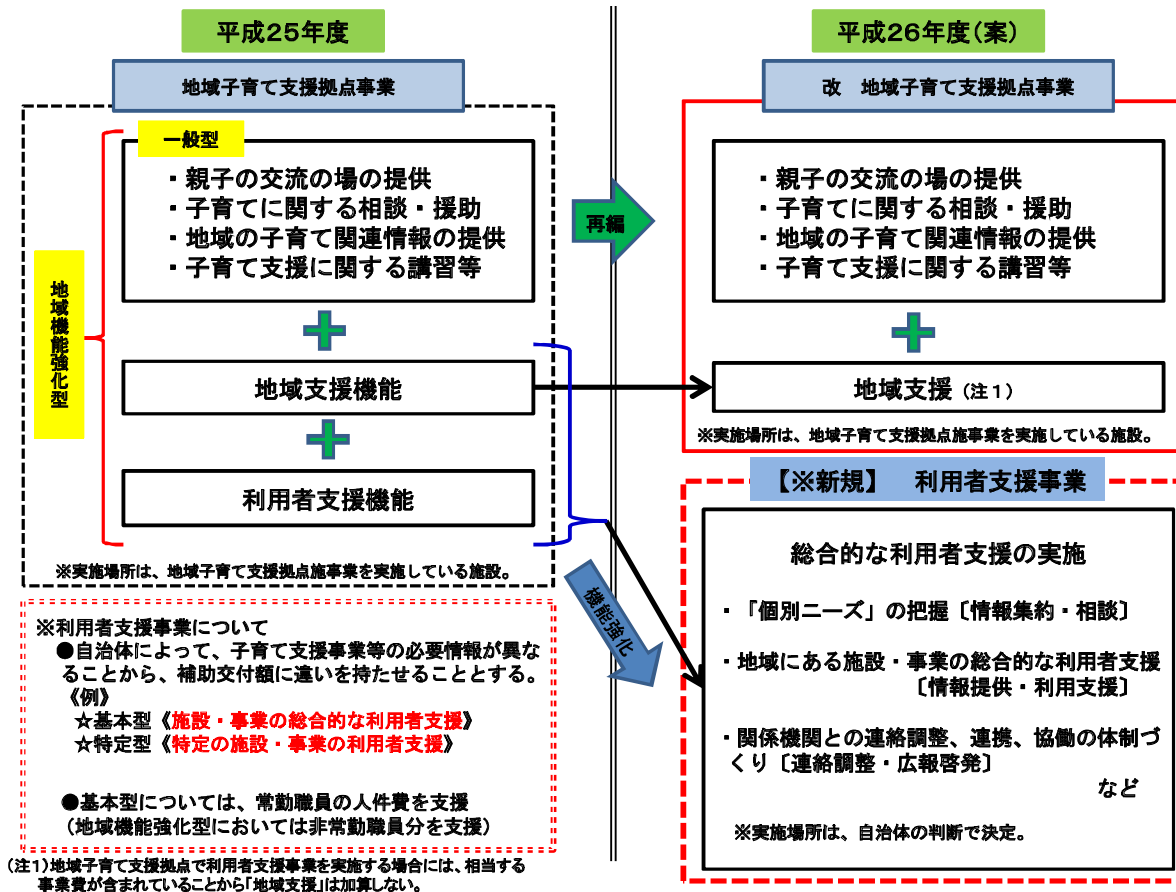 平成25年度
地域子育て支援拠点事業
一般型
・親子の交流の場の提供
・子育てに関する相談・援助
・地域の子育て関連情報の提供
・子育て支援に関する講習等
地域機能強化型
地域支援機能
利用者支援機能
※実施場所は、地域子育て支援拠点施事業を実施している施設。
再編
機能強化
平成26年度(案)
改　地域子育て支援拠点事業
・親子の交流の場の提供
・子育てに関する相談・援助
・地域の子育て関連情報の提供
・子育て支援に関する講習等
地域支援（注１）
※実施場所は、地域子育て支援拠点施事業を実施している施設。
【※新規】　利用者支援事業
総合的な利用者支援の実施
・「個別ニーズ」の把握〔情報集約・相談〕
・地域にある施設・事業の総合的な利用者支援
〔情報提供・利用支援〕
・関係機関との連絡調整、連携、協働の体制づ
くり〔連絡調整・広報啓発〕
など
※実施場所は、自治体の判断で決定。
※利用者支援事業について
●自治体によって、子育て支援事業等の必要情報が異な
ることから、補助交付額に違いを持たせることとする。
《例》
☆基本型《施設・事業の総合的な利用者支援》
☆特定型《特定の施設・事業の利用者支援》
●基本型については、常勤職員の人件費を支援
（地域機能強化型においては非常勤職員分を支援）
(注１)地域子育て支援拠点で利用者支援事業を実施する場合には、相当する
事業費が含まれていることから「地域支援」は加算しない。